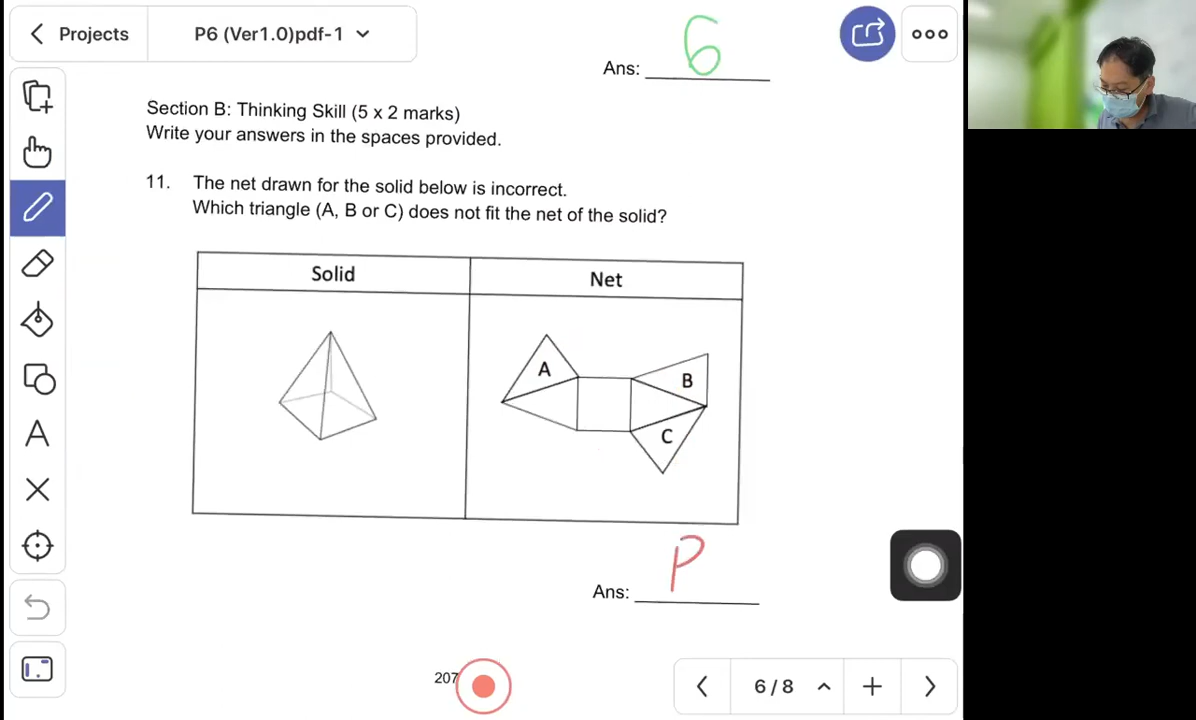 Projects
P6 (Ver1.0)pdf-1
6
Ans:
Section B: Thinking Skill (5 x 2 marks)
Write your answers in the spaces provided.
11. The net drawn for the solid below is incorrect.
Which triangle (A, B or C) does not fit the net of the solid?
Solid
Net
A
B
C
P
Ans:
207
6 / 8